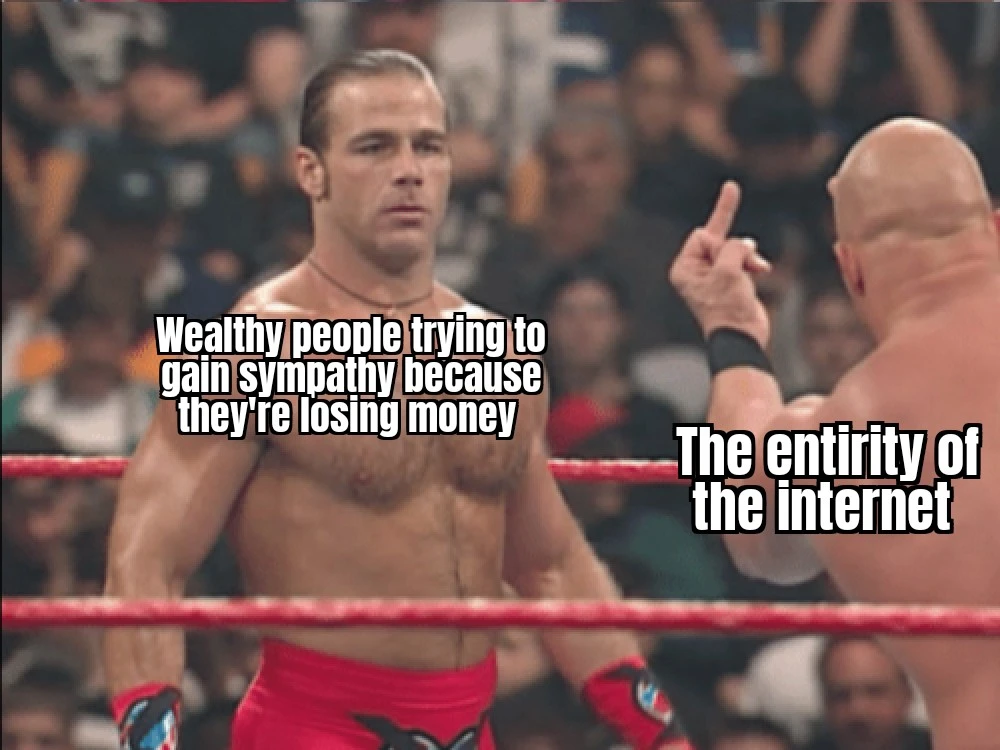 Wealthy people trying to
gain sympathy because
they're losing money
The entirity of
the internet